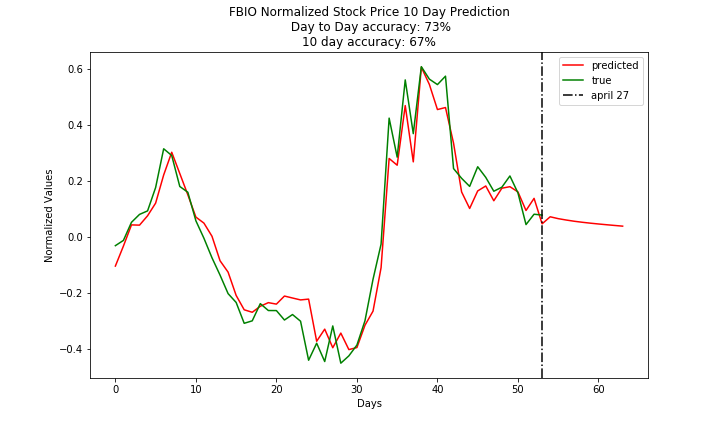 FBIO Normalized Stock Price 10 Day Prediction
Day to Day accuracy: 73%
10 day accuracy: 67%
predicted
true
april 27
Normalized Values
0.6
0.4
0.2
0.0
−0.2
−0.4
0 10 20 30 40 50 60
Days